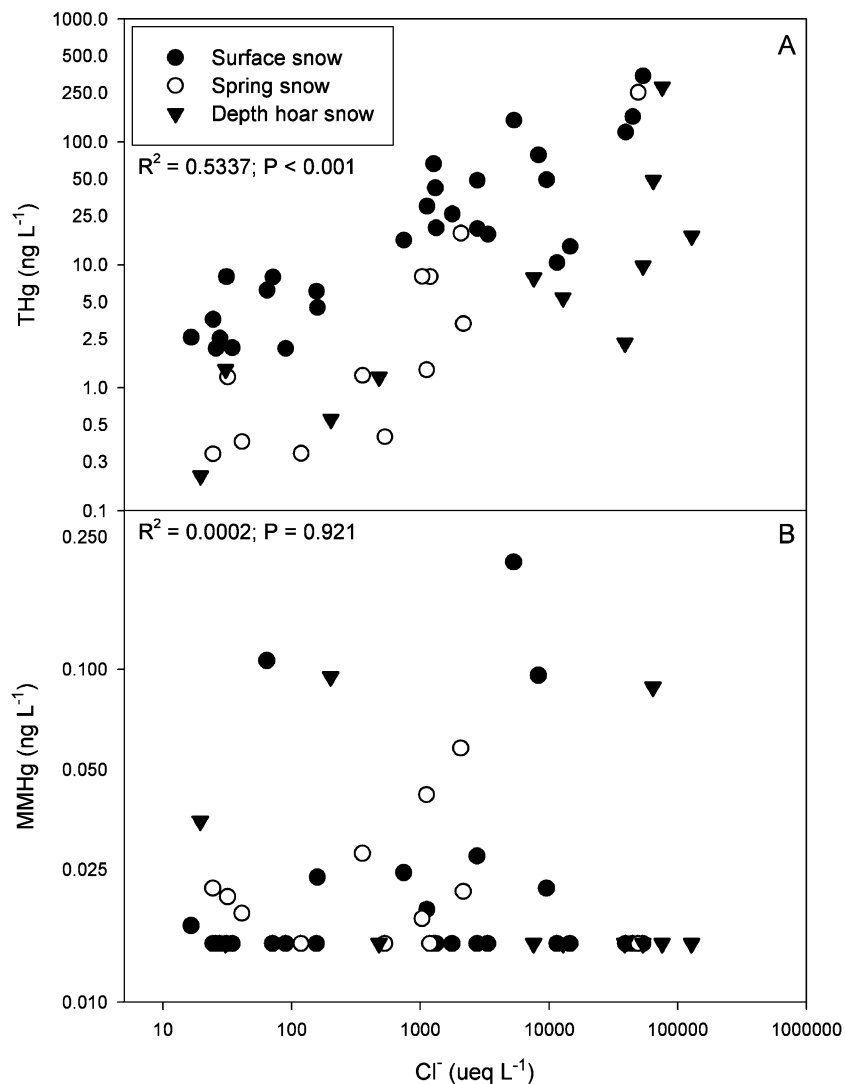 1000.0
500.0
250.0
100.0
50.0
25.0
10.0
5.0
2.5
1.0
0.5
0.3
0.1
THg (ng L⁻¹)
Surface snow
Spring snow
Depth hoar snow
A
R² = 0.5337; P < 0.001
R² = 0.0002; P = 0.921
B
0.250
0.100
0.050
0.025
0.010
MMHg (ng L⁻¹)
10 100 1000 10000 100000 1000000
Cl⁻ (ueq L⁻¹)